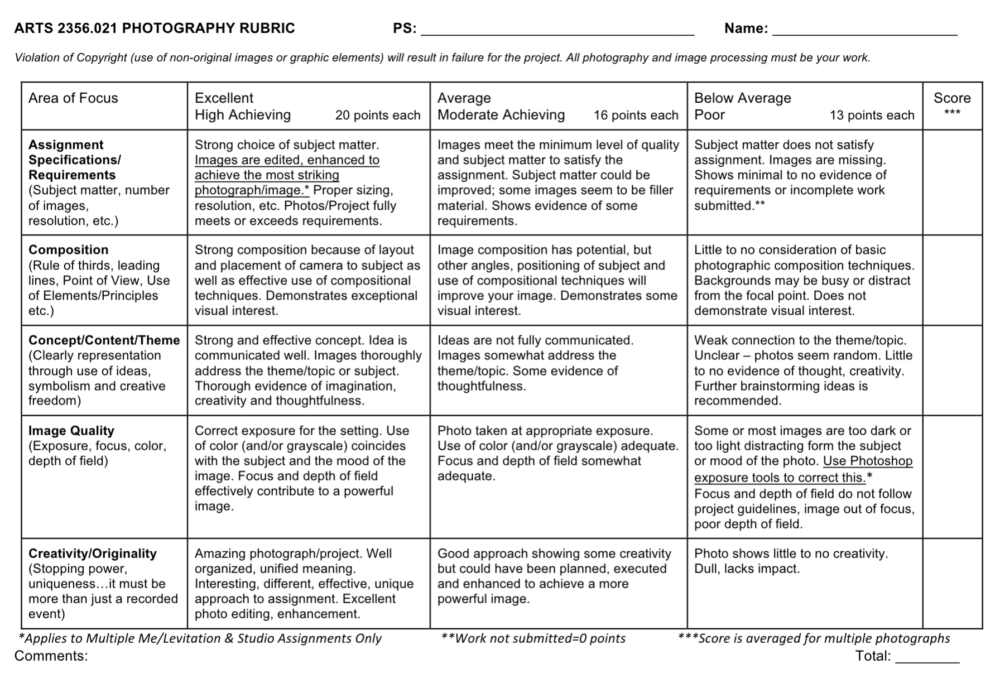 ARTS 2356.021 PHOTOGRAPHY RUBRIC PS: ___________________________________ Name: ________________________
Violation of Copyright (use of non-original images or graphic elements) will result in failure for the project. All photography and image processing must be your work.
Area of Focus
Excellent
High Achieving 20 points each
Average
Moderate Achieving 16 points each
Below Average
Poor 13 points each
Score
***
Assignment
Specifications/
Requirements
(Subject matter, number
of images,
resolution, etc.)
Strong choice of subject matter.
Images are edited, enhanced to
achieve the most striking
photograph/image.* Proper sizing,
resolution, etc. Photos/Project fully
meets or exceeds requirements.
Images meet the minimum level of quality
and subject matter to satisfy the
assignment. Subject matter could be
improved; some images seem to be filler
material. Shows evidence of some
requirements.
Subject matter does not satisfy
assignment. Images are missing.
Shows minimal to no evidence of
requirements or incomplete work
submitted.**
Composition
(Rule of thirds, leading
lines, Point of View, Use
of Elements/Principles
etc.)
Strong composition because of layout
and placement of camera to subject as
well as effective use of compositional
techniques. Demonstrates exceptional
visual interest.
Image composition has potential, but
other angles, positioning of subject and
use of compositional techniques will
improve your image. Demonstrates some
visual interest.
Little to no consideration of basic
photographic composition techniques.
Backgrounds may be busy or distract
from the focal point. Does not
demonstrate visual interest.
Concept/Content/Theme
(Clearly representation
through use of ideas,
symbolism and creative
freedom)
Strong and effective concept. Idea is
communicated well. Images thoroughly
address the theme/topic or subject.
Thorough evidence of imagination,
creativity and thoughtfulness.
Ideas are not fully communicated.
Images somewhat address the
theme/topic. Some evidence of
thoughtfulness.
Weak connection to the theme/topic.
Unclear – photos seem random. Little
to no evidence of thought, creativity.
Further brainstorming ideas is
recommended.
Image Quality
(Exposure, focus, color,
depth of field)
Correct exposure for the setting. Use
of color (and/or grayscale) coincides
with the subject and the mood of the
image. Focus and depth of field
effectively contribute to a powerful
image.
Photo taken at appropriate exposure.
Use of color (and/or grayscale) adequate.
Focus and depth of field somewhat
adequate.
Some or most images are too dark or
too light distracting form the subject
or mood of the photo. Use Photoshop
exposure tools to correct this.*
Focus and depth of field do not follow
project guidelines, image out of focus,
poor depth of field.
Creativity/Originality
(Stopping power,
uniqueness…it must be
more than just a recorded
event)
Amazing photograph/project. Well
organized, unified meaning.
Interesting, different, effective, unique
approach to assignment. Excellent
photo editing, enhancement.
Good approach showing some creativity
but could have been planned, executed
and enhanced to achieve a more
powerful image.
Photo shows little to no creativity.
Dull, lacks impact.
*Applies to Multiple Me/Levitation & Studio Assignments Only **Work not submitted=0 points ***Score is averaged for multiple photographs
Comments: Total: ________